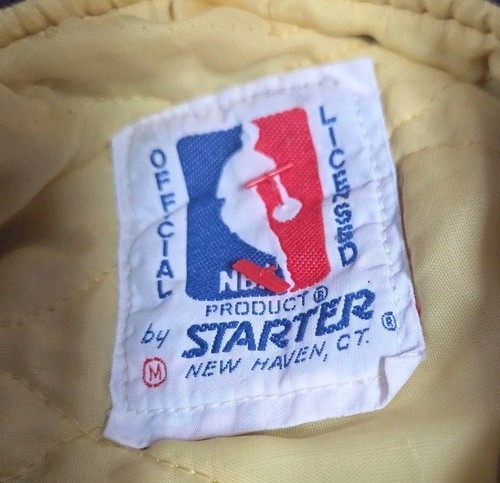 OFFICIAL
LICENSED
NBA
PRODUCT®
by STARTER®
M NEW HAVEN, CT.